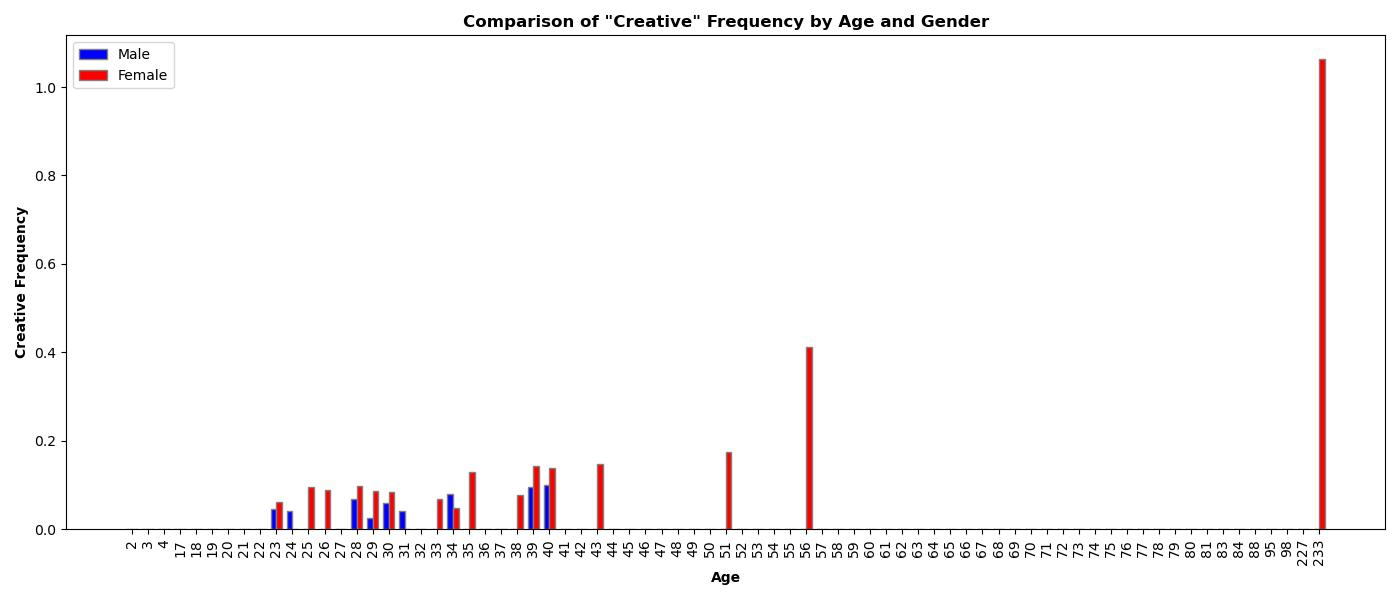 Comparison of "Creative" Frequency by Age and Gender
Male
Female
Creative Frequency
1.0
0.8
0.6
0.4
0.2
0.0
2 3 4 17 18 19 20 21 22 23 24 25 26 27 28 29 30 31 32 33 34 35 36 37 38 39 40 41 42 43 44 45 46 47 48 49 50 51 52 53 54 55 56 57 58 59 60 61 62 63 64 65 66 67 68 69 70 71 72 73 74 75 76 77 78 79 80 81 83 84 88 95 98 227 233
Age